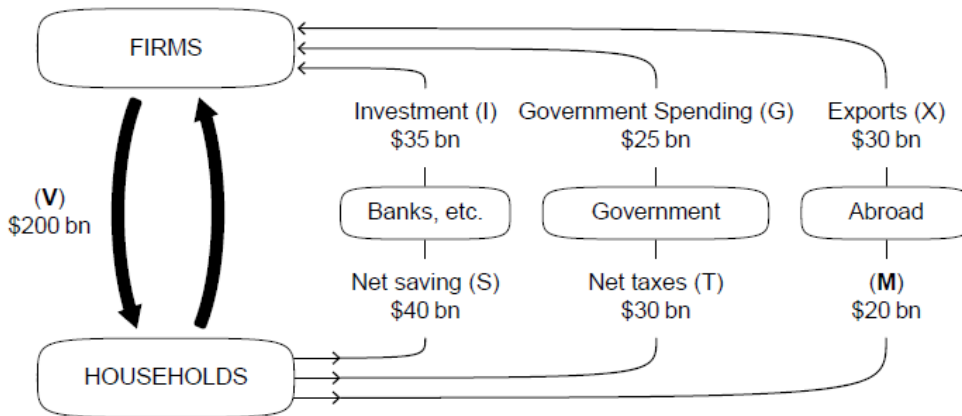 FIRMS
Investment (I)
$35 bn
Government Spending (G)
$25 bn
Exports (X)
$30 bn
(V)
$200 bn
Banks, etc.
Government
Abroad
Net saving (S)
$40 bn
Net taxes (T)
$30 bn
(M)
$20 bn
HOUSEHOLDS